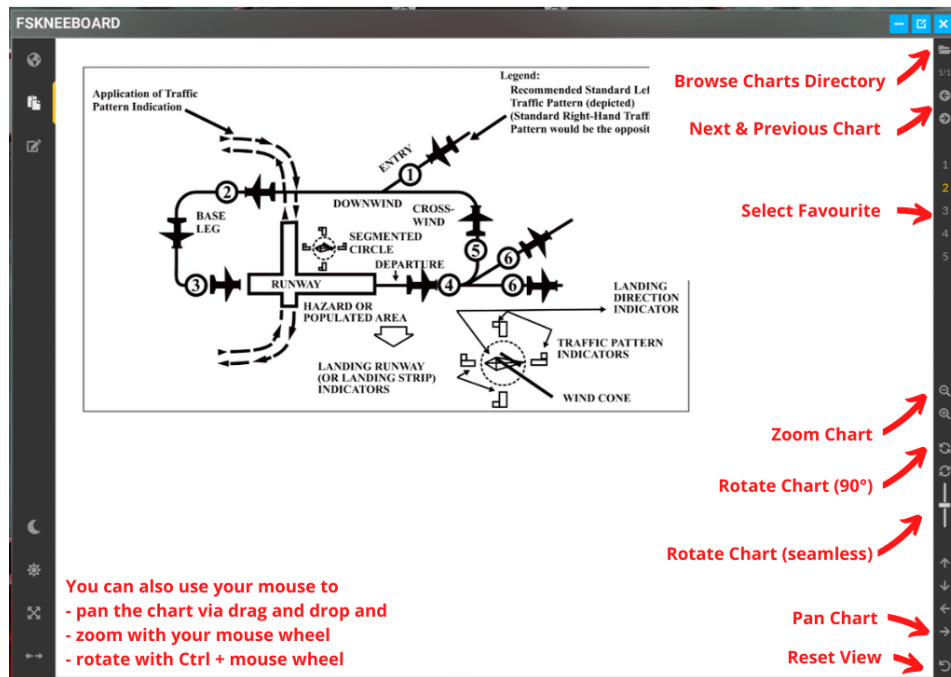 FSKNEEBOARD
Application of Traffic
Pattern Indication
Legend:
Recommended Standard Lef
Traffic Pattern (depicted)
(Standard Right-Hand Traff
Pattern would be the opposit
ENTRY
1
2
DOWNWIND
CROSS-
WIND
BASE
LEG
SEGMENTED
CIRCLE
5
6
DEPARTURE
3
RUNWAY
4
6
HAZARD OR
POPULATED AREA
LANDING
DIRECTION
INDICATOR
TRAFFIC PATTERN
INDICATORS
LANDING RUNWAY
(OR LANDING STRIP)
INDICATORS
WIND CONE
Browse Charts Directory
1/1
Next & Previous Chart
1
2
Select Favourite
3
4
5
Zoom Chart
Rotate Chart (90°)
Rotate Chart (seamless)
You can also use your mouse to
- pan the chart via drag and drop and
- zoom with your mouse wheel
- rotate with Ctrl + mouse wheel
Pan Chart
Reset View